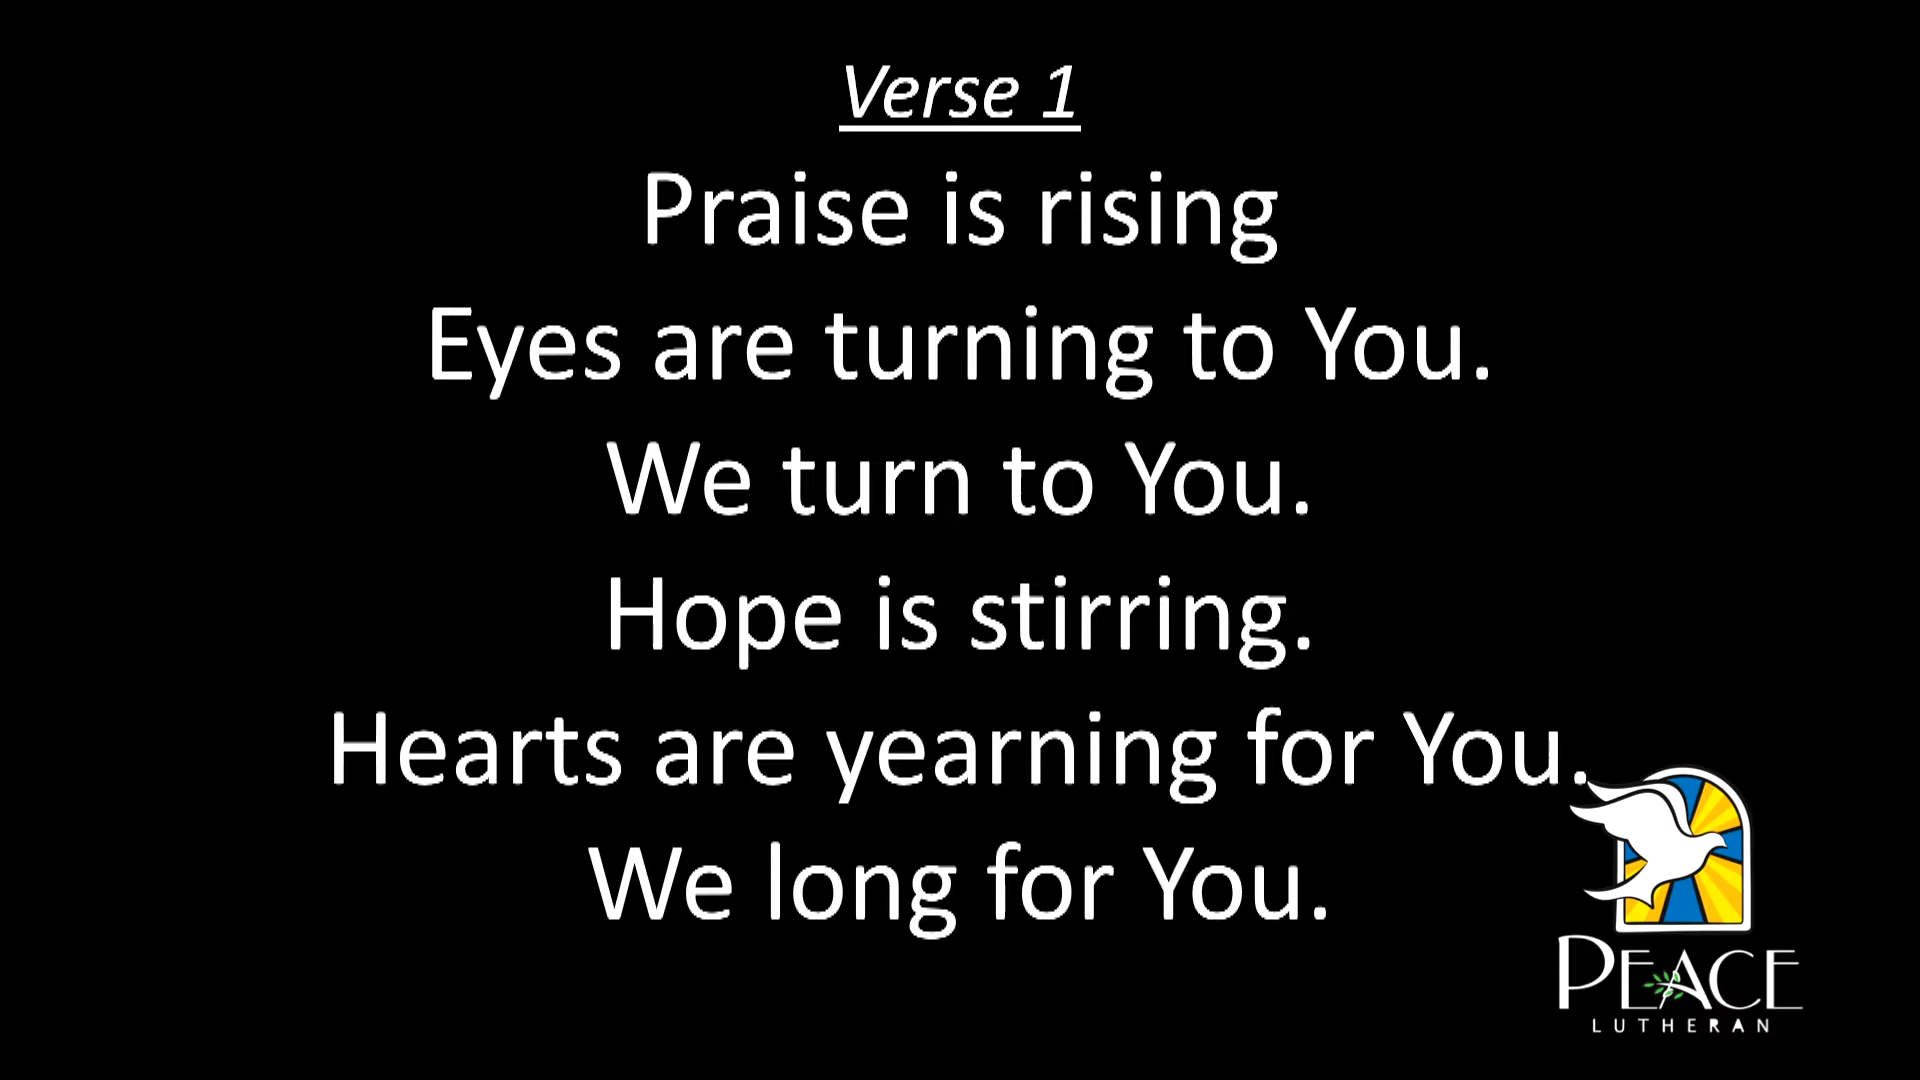 Verse 1
Praise is rising
Eyes are turning to You.
We turn to You.
Hope is stirring.
Hearts are yearning for You.
We long for You.
PEACE
LUTHERAN